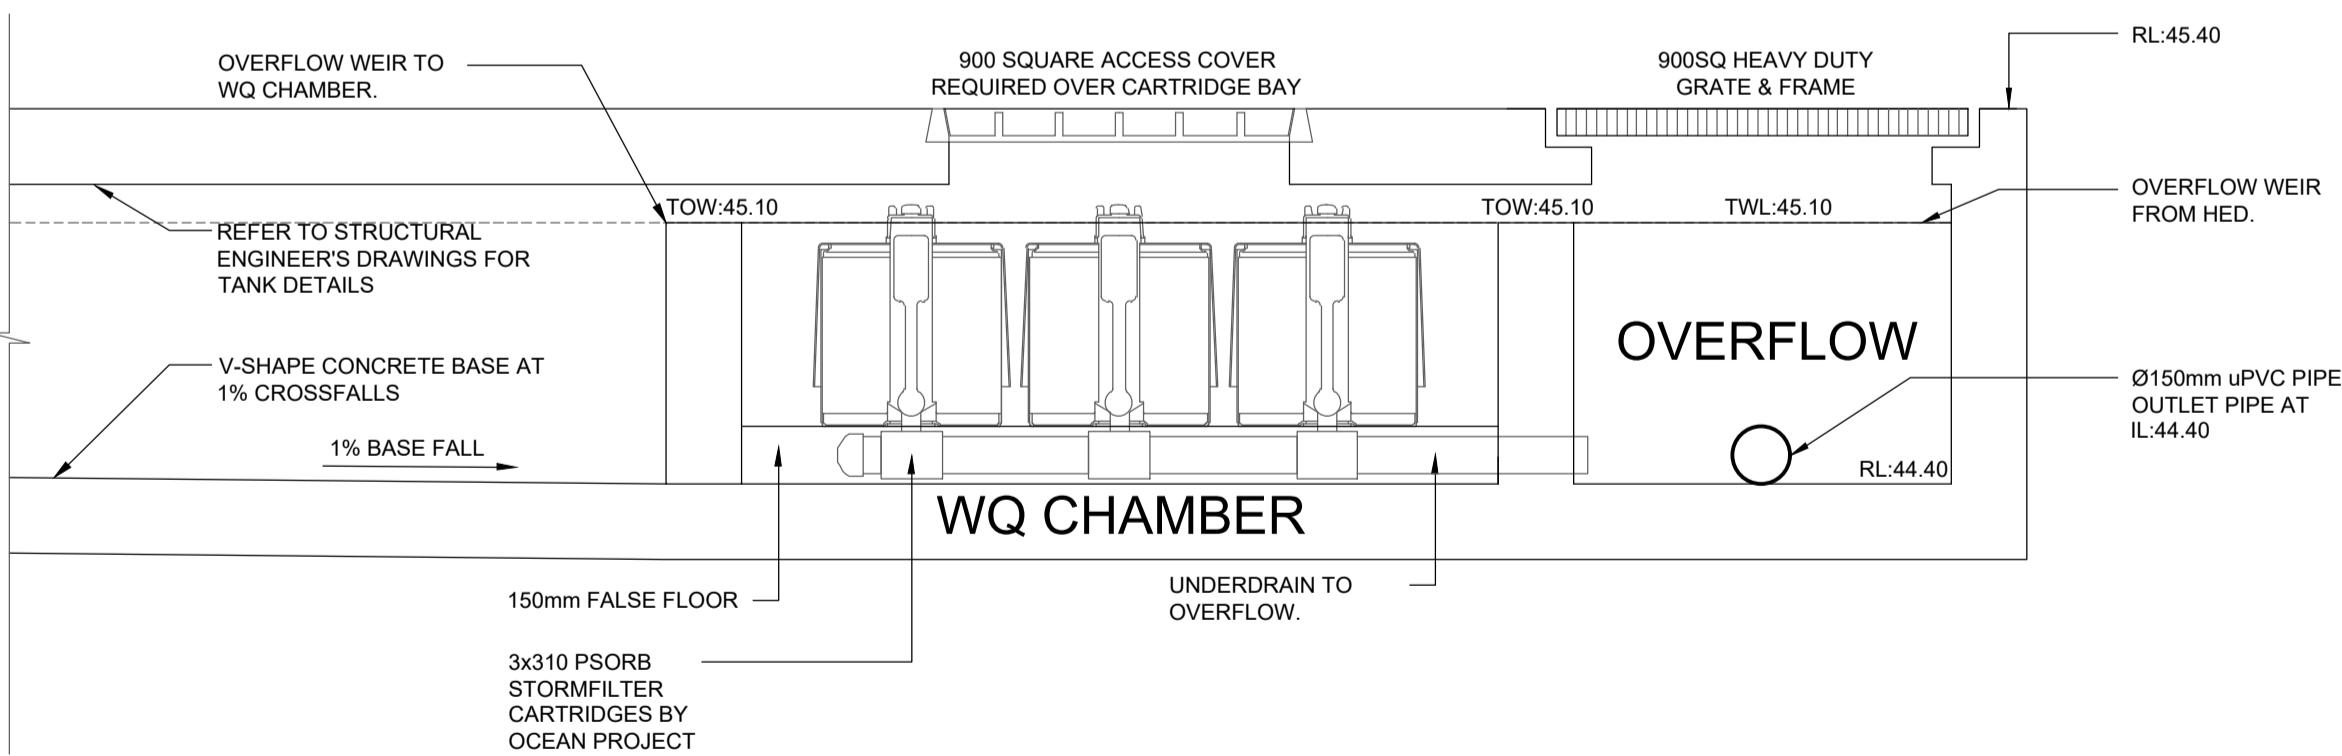 OVERFLOW WEIR TO
WQ CHAMBER.
900 SQUARE ACCESS COVER
REQUIRED OVER CARTRIDGE BAY
900SQ HEAVY DUTY
GRATE & FRAME
RL:45.40
TOW:45.10
TOW:45.10
TWL:45.10
OVERFLOW WEIR
FROM HED.
REFER TO STRUCTURAL
ENGINEER'S DRAWINGS FOR
TANK DETAILS
OVERFLOW
V-SHAPE CONCRETE BASE AT
1% CROSSFALLS
Ø150mm uPVC PIPE
OUTLET PIPE AT
IL:44.40
1% BASE FALL
RL:44.40
WQ CHAMBER
150mm FALSE FLOOR
UNDERDRAIN TO
OVERFLOW.
3x310 PSORB
STORMFILTER
CARTRIDGES BY
OCEAN PROJECT